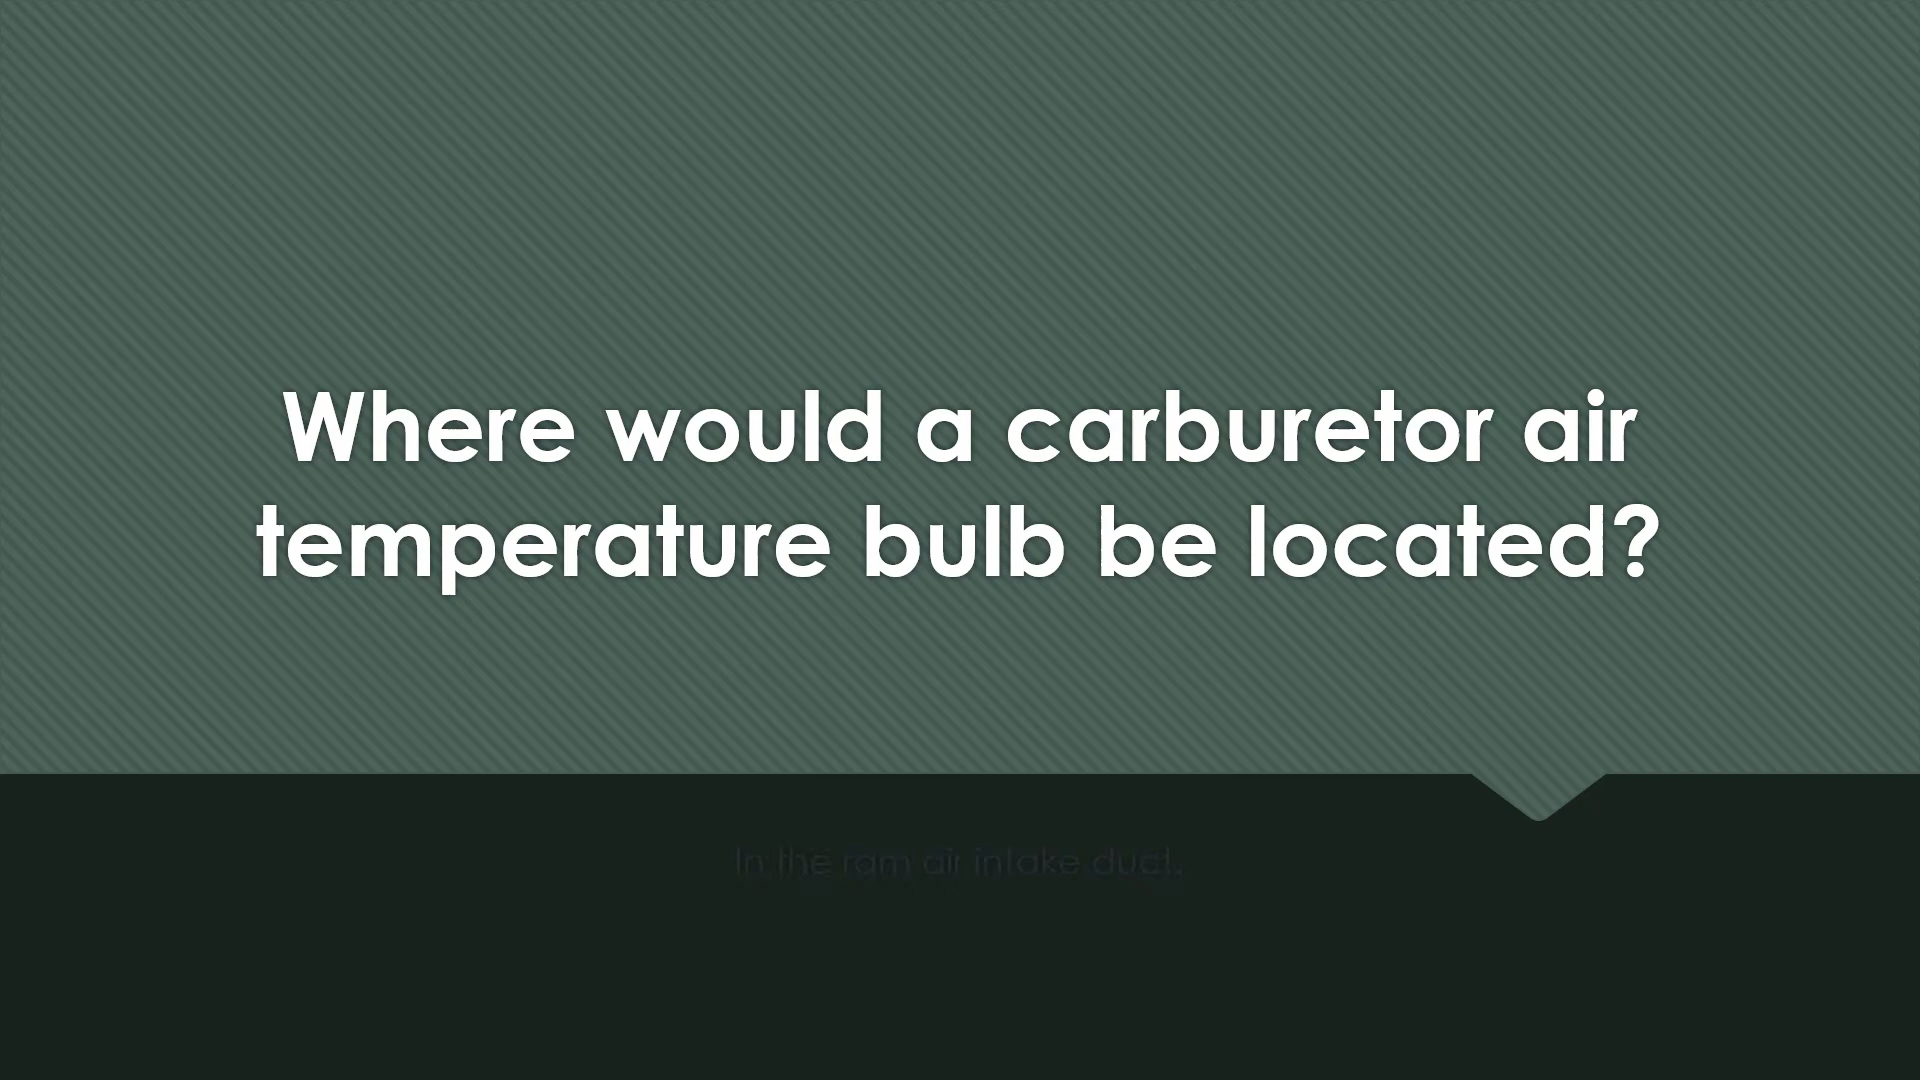 Where would a carburetor air
temperature bulb be located?
In the ram air intake duct.